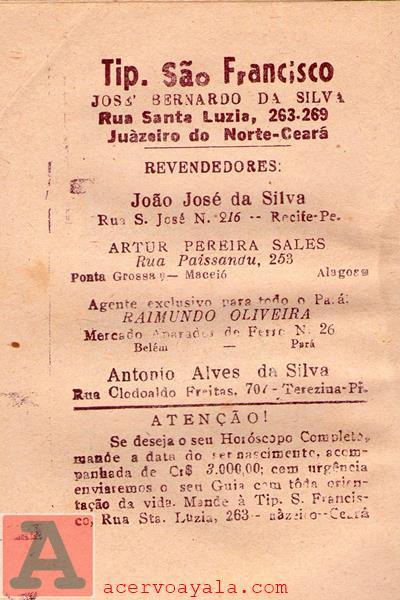 Tip. São Francisco
JOSE' BERNARDO DA SILVA
Rua Santa Luzia, 263-269
Juàzeiro do Norte-Ceará
REVENDEDORES:
João José da Silva
Rua S. José N. 216 -- Recife-Pe.
ARTUR PEREIRA SALES
Rua Paissandu, 253
Ponta Grossa — Maceió Alagoas
Agente exclusivo para todo o Pará:
RAIMUNDO OLIVEIRA
Mercado de Ferro N. 26
Belém — Pará
Antonio Alves da Silva
Rua Clodoaldo Freitas, 707 - Terezina-Pi.
ATENÇÃO!
Se deseja o seu Horóscopo Completo,
mande a data do ser nascimento, acom-
panhada de Cr$ 3.000,00; com urgência
enviaremos o seu Guia com tôda orien-
tação da vida. Mande à Tip. S. Francis-
co, Rua Sta. Luzia, 263-- àzeiro--Ceará
A
acervoayala.com